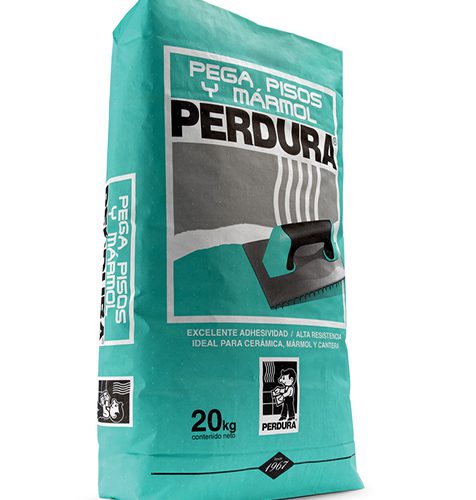 PEGA PISOS
Y MÁRMOL
PERDURA
EXCELENTE ADHESIVIDAD / ALTA RESISTENCIA
IDEAL PARA CERÁMICA, MÁRMOL Y CANTERA
20kg
contenido neto
PERDURA
Desde
1967
PEGA PISOS
Y MÁRMOL
PERDURA